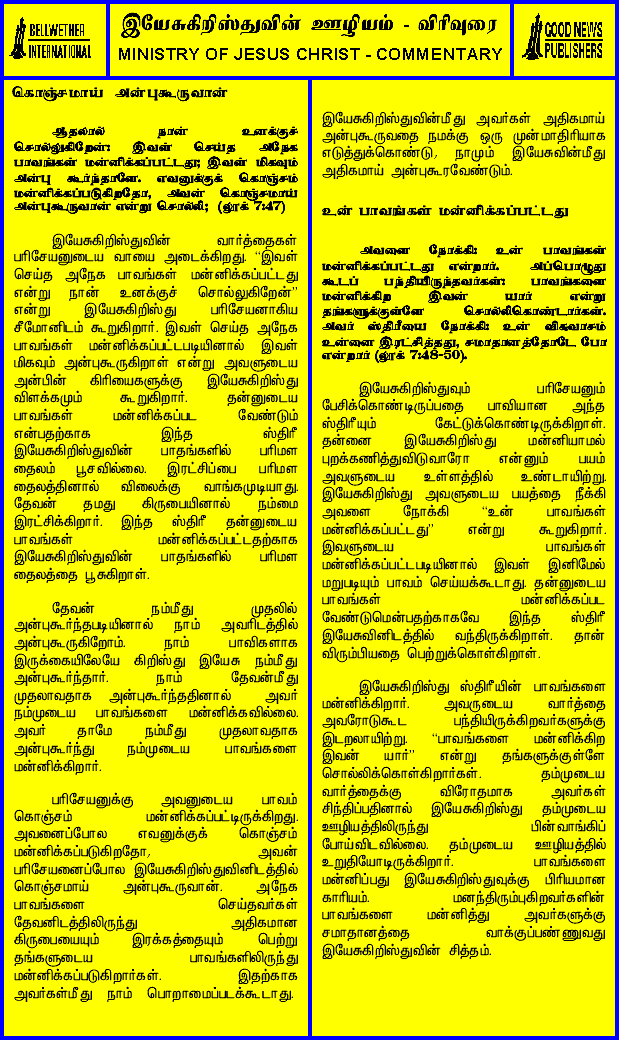 BELLWETHER
INTERNATIONAL
இயேசுகிறிஸ்துவின் ஊழியம் - விரிவுரை
MINISTRY OF JESUS CHRIST - COMMENTARY
GOOD NEWS
PUBLISHERS
கொஞ்சமாய் அன்புகூருவான்
ஆதலால் நான் உனக்குச்
சொல்லுகிறேன்: இவள் செய்த அநேக
பாவங்கள் மன்னிக்கப்பட்டது; இவள் மிகவும்
அன்பு கூர்ந்தாளே. எவனுக்குக் கொஞ்சம்
மன்னிக்கப்படுகிறதோ, அவன் கொஞ்சமாய்
அன்புகூருவான் என்று சொல்லி; (லூக் 7:47)
இயேசுகிறிஸ்துவின் வார்த்தைகள்
பரிசேயனுடைய வாயை அடைக்கிறது. “இவள்
செய்த அநேக பாவங்கள் மன்னிக்கப்பட்டது
என்று நான் உனக்குச் சொல்லுகிறேன்”
என்று இயேசுகிறிஸ்து பரிசேயனாகிய
சீமோனிடம் கூறுகிறார். இவள் செய்த அநேக
பாவங்கள் மன்னிக்கப்பட்டபடியினால் இவள்
மிகவும் அன்புகூருகிறாள் என்று அவளுடைய
அன்பின் கிரியைகளுக்கு இயேசுகிறிஸ்து
விளக்கமும் கூறுகிறார். தன்னுடைய
பாவங்கள் மன்னிக்கப்பட வேண்டும்
என்பதற்காக இந்த ஸ்திரீ
இயேசுகிறிஸ்துவின் பாதங்களில் பரிமள
தைலம் பூசவில்லை. இரட்சிப்பை பரிமள
தைலத்தினால் விலைக்கு வாங்கமுடியாது.
தேவன் தமது கிருபையினால் நம்மை
இரட்சிக்கிறார். இந்த ஸ்திரீ தன்னுடைய
பாவங்கள் மன்னிக்கப்பட்டதற்காக
இயேசுகிறிஸ்துவின் பாதங்களில் பரிமள
தைலத்தை பூசுகிறாள்.
தேவன் நம்மீது முதலில்
அன்புகூர்ந்தபடியினால் நாம் அவரிடத்தில்
அன்புகூருகிறோம். நாம் பாவிகளாக
இருக்கையிலேயே கிறிஸ்து இயேசு நம்மீது
அன்புகூர்ந்தார். நாம் தேவன்மீது
முதலாவதாக அன்புகூர்ந்ததினால் அவர்
நம்முடைய பாவங்களை மன்னிக்கவில்லை.
அவர் தாமே நம்மீது முதலாவதாக
அன்புகூர்ந்து நம்முடைய பாவங்களை
மன்னிக்கிறார்.
பரிசேயனுக்கு அவனுடைய பாவம்
கொஞ்சம் மன்னிக்கப்பட்டிருக்கிறது.
அவனைப்போல எவனுக்குக் கொஞ்சம்
மன்னிக்கப்படுகிறதோ, அவன்
பரிசேயனைப்போல இயேசுகிறிஸ்துவினிடத்தில்
கொஞ்சமாய் அன்புகூருவான். அநேக
பாவங்களை செய்தவர்கள்
தேவனிடத்திலிருந்து அதிகமான
கிருபையையும் இரக்கத்தையும் பெற்று
தங்களுடைய பாவங்களிலிருந்து
மன்னிக்கப்படுகிறார்கள். இதற்காக
அவர்கள்மீது நாம் பொறாமைப்படக்கூடாது.
இயேசுகிறிஸ்துவின்மீது அவர்கள் அதிகமாய்
அன்புகூருவதை நமக்கு ஒரு முன்மாதிரியாக
எடுத்துக்கொண்டு, நாமும் இயேசுவின்மீது
அதிகமாய் அன்புகூரவேண்டும்.
உன் பாவங்கள் மன்னிக்கப்பட்டது
அவளை நோக்கி: உன் பாவங்கள்
மன்னிக்கப்பட்டது என்றார். அப்பொழுது
கூடப் பந்தியிருந்தவர்கள்: பாவங்களை
மன்னிக்கிற இவன் யார் என்று
தங்களுக்குள்ளே சொல்லிக்கொண்டார்கள்.
அவர் ஸ்திரீயை நோக்கி: உன் விசுவாசம்
உன்னை இரட்சித்தது, சமாதானத்தோடே போ
என்றார் (லூக் 7:48-50).
இயேசுகிறிஸ்துவும் பரிசேயனும்
பேசிக்கொண்டிருப்பதை பாவியான அந்த
ஸ்திரீயும் கேட்டுக்கொண்டிருக்கிறாள்.
தன்னை இயேசுகிறிஸ்து மன்னியாமல்
புறக்கணித்துவிடுவாரோ என்னும் பயம்
அவளுடைய உள்ளத்தில் உண்டாயிற்று.
இயேசுகிறிஸ்து அவளுடைய பயத்தை நீக்கி
அவளை நோக்கி “உன் பாவங்கள்
மன்னிக்கப்பட்டது” என்று கூறுகிறார்.
இவளுடைய பாவங்கள்
மன்னிக்கப்பட்டபடியினால் இவள் இனிமேல்
மறுபடியும் பாவம் செய்யக்கூடாது. தன்னுடைய
பாவங்கள் மன்னிக்கப்பட
வேண்டுமென்பதற்காகவே இந்த ஸ்திரீ
இயேசுவினிடத்தில் வந்திருக்கிறாள். தான்
விரும்பியதை பெற்றுக்கொள்கிறாள்.
இயேசுகிறிஸ்து ஸ்திரீயின் பாவங்களை
மன்னிக்கிறார். அவருடைய வார்த்தை
அவரோடுகூட பந்தியிருக்கிறவர்களுக்கு
இடறலாயிற்று. “பாவங்களை மன்னிக்கிற
இவன் யார்” என்று தங்களுக்குள்ளே
சொல்லிக்கொள்கிறார்கள். தம்முடைய
வார்த்தைக்கு விரோதமாக அவர்கள்
சிந்திப்பதினால் இயேசுகிறிஸ்து தம்முடைய
ஊழியத்திலிருந்து பின்வாங்கிப்
போய்விடவில்லை. தம்முடைய ஊழியத்தில்
உறுதியோடிருக்கிறார். பாவங்களை
மன்னிப்பது இயேசுகிறிஸ்துவுக்கு பிரியமான
காரியம். மனந்திரும்புகிறவர்களின்
பாவங்களை மன்னித்து அவர்களுக்கு
சமாதானத்தை வாக்குப்பண்ணுவது
இயேசுகிறிஸ்துவின் சித்தம்.